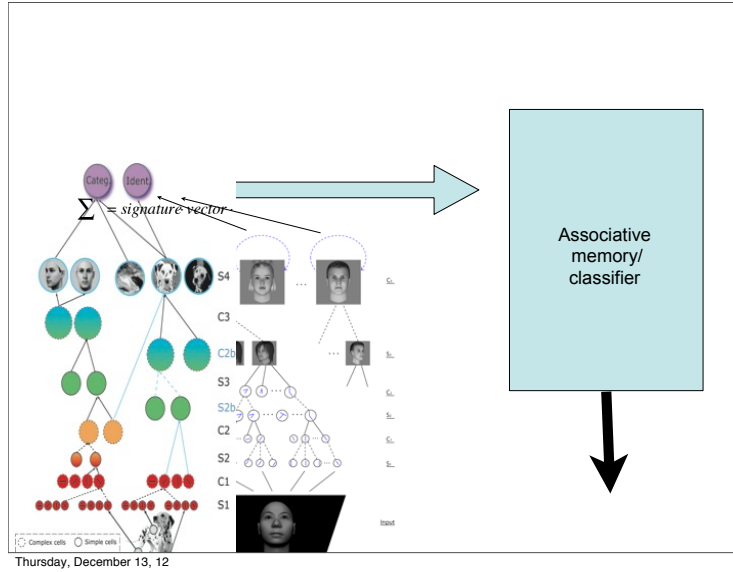 Categ.
Ident.
Σ = signature vector ·
Associative
memory/
classifier
S4
...
C3
C2b
...
S3
S2b
C2
S2
C1
S1
Input
Complex cells
Simple cells
Thursday, December 13, 12